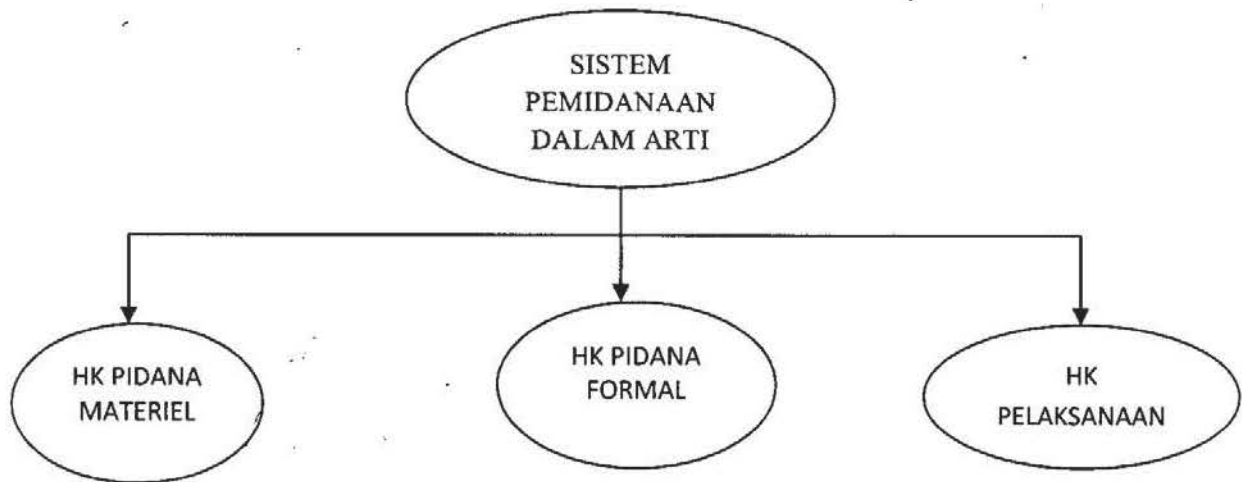 SISTEM
PEMIDANAAN
DALAM ARTI
HK PIDANA
MATERIEL
HK PIDANA
FORMAL
HK
PELAKSANAAN